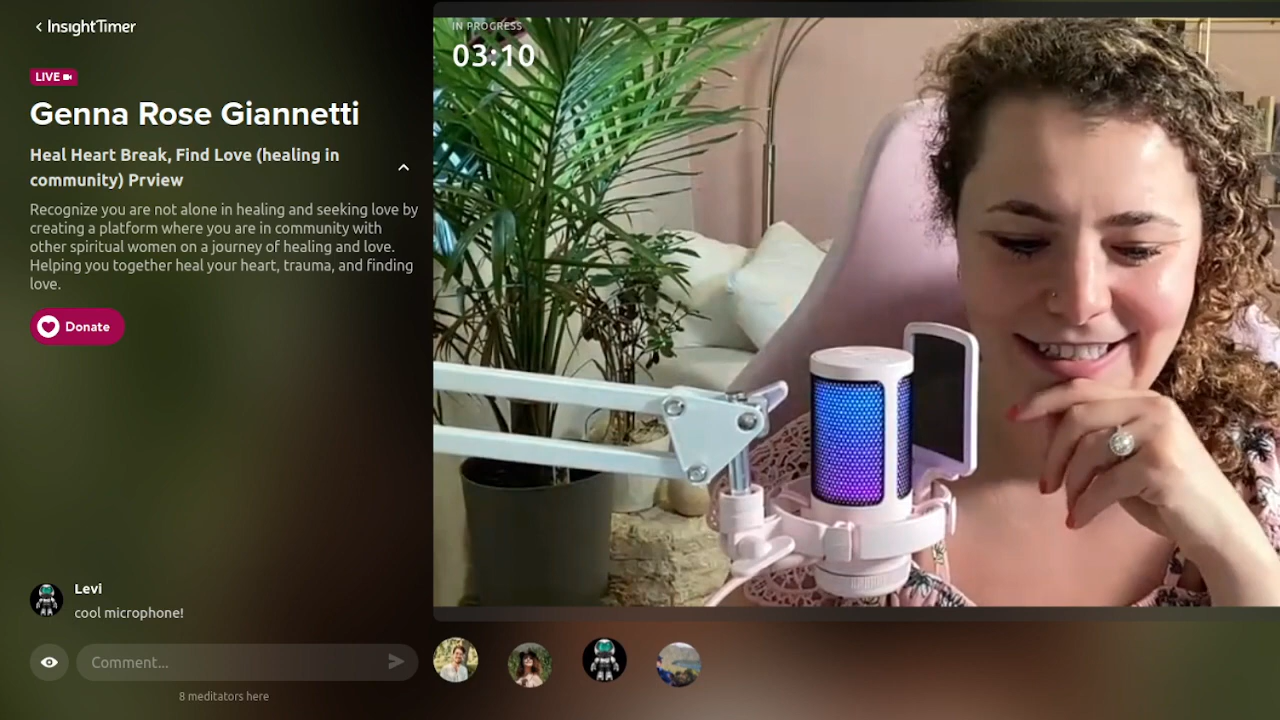 InsightTimer
LIVE
Genna Rose Giannetti
Heal Heart Break, Find Love (healing in
community) Prview
Recognize you are not alone in healing and seeking love by
creating a platform where you are in community with
other spiritual women on a journey of healing and love.
Helping you together heal your heart, trauma, and finding
love.
Donate
IN PROGRESS
03:10
Levi
cool microphone!
Comment...
8 meditators here